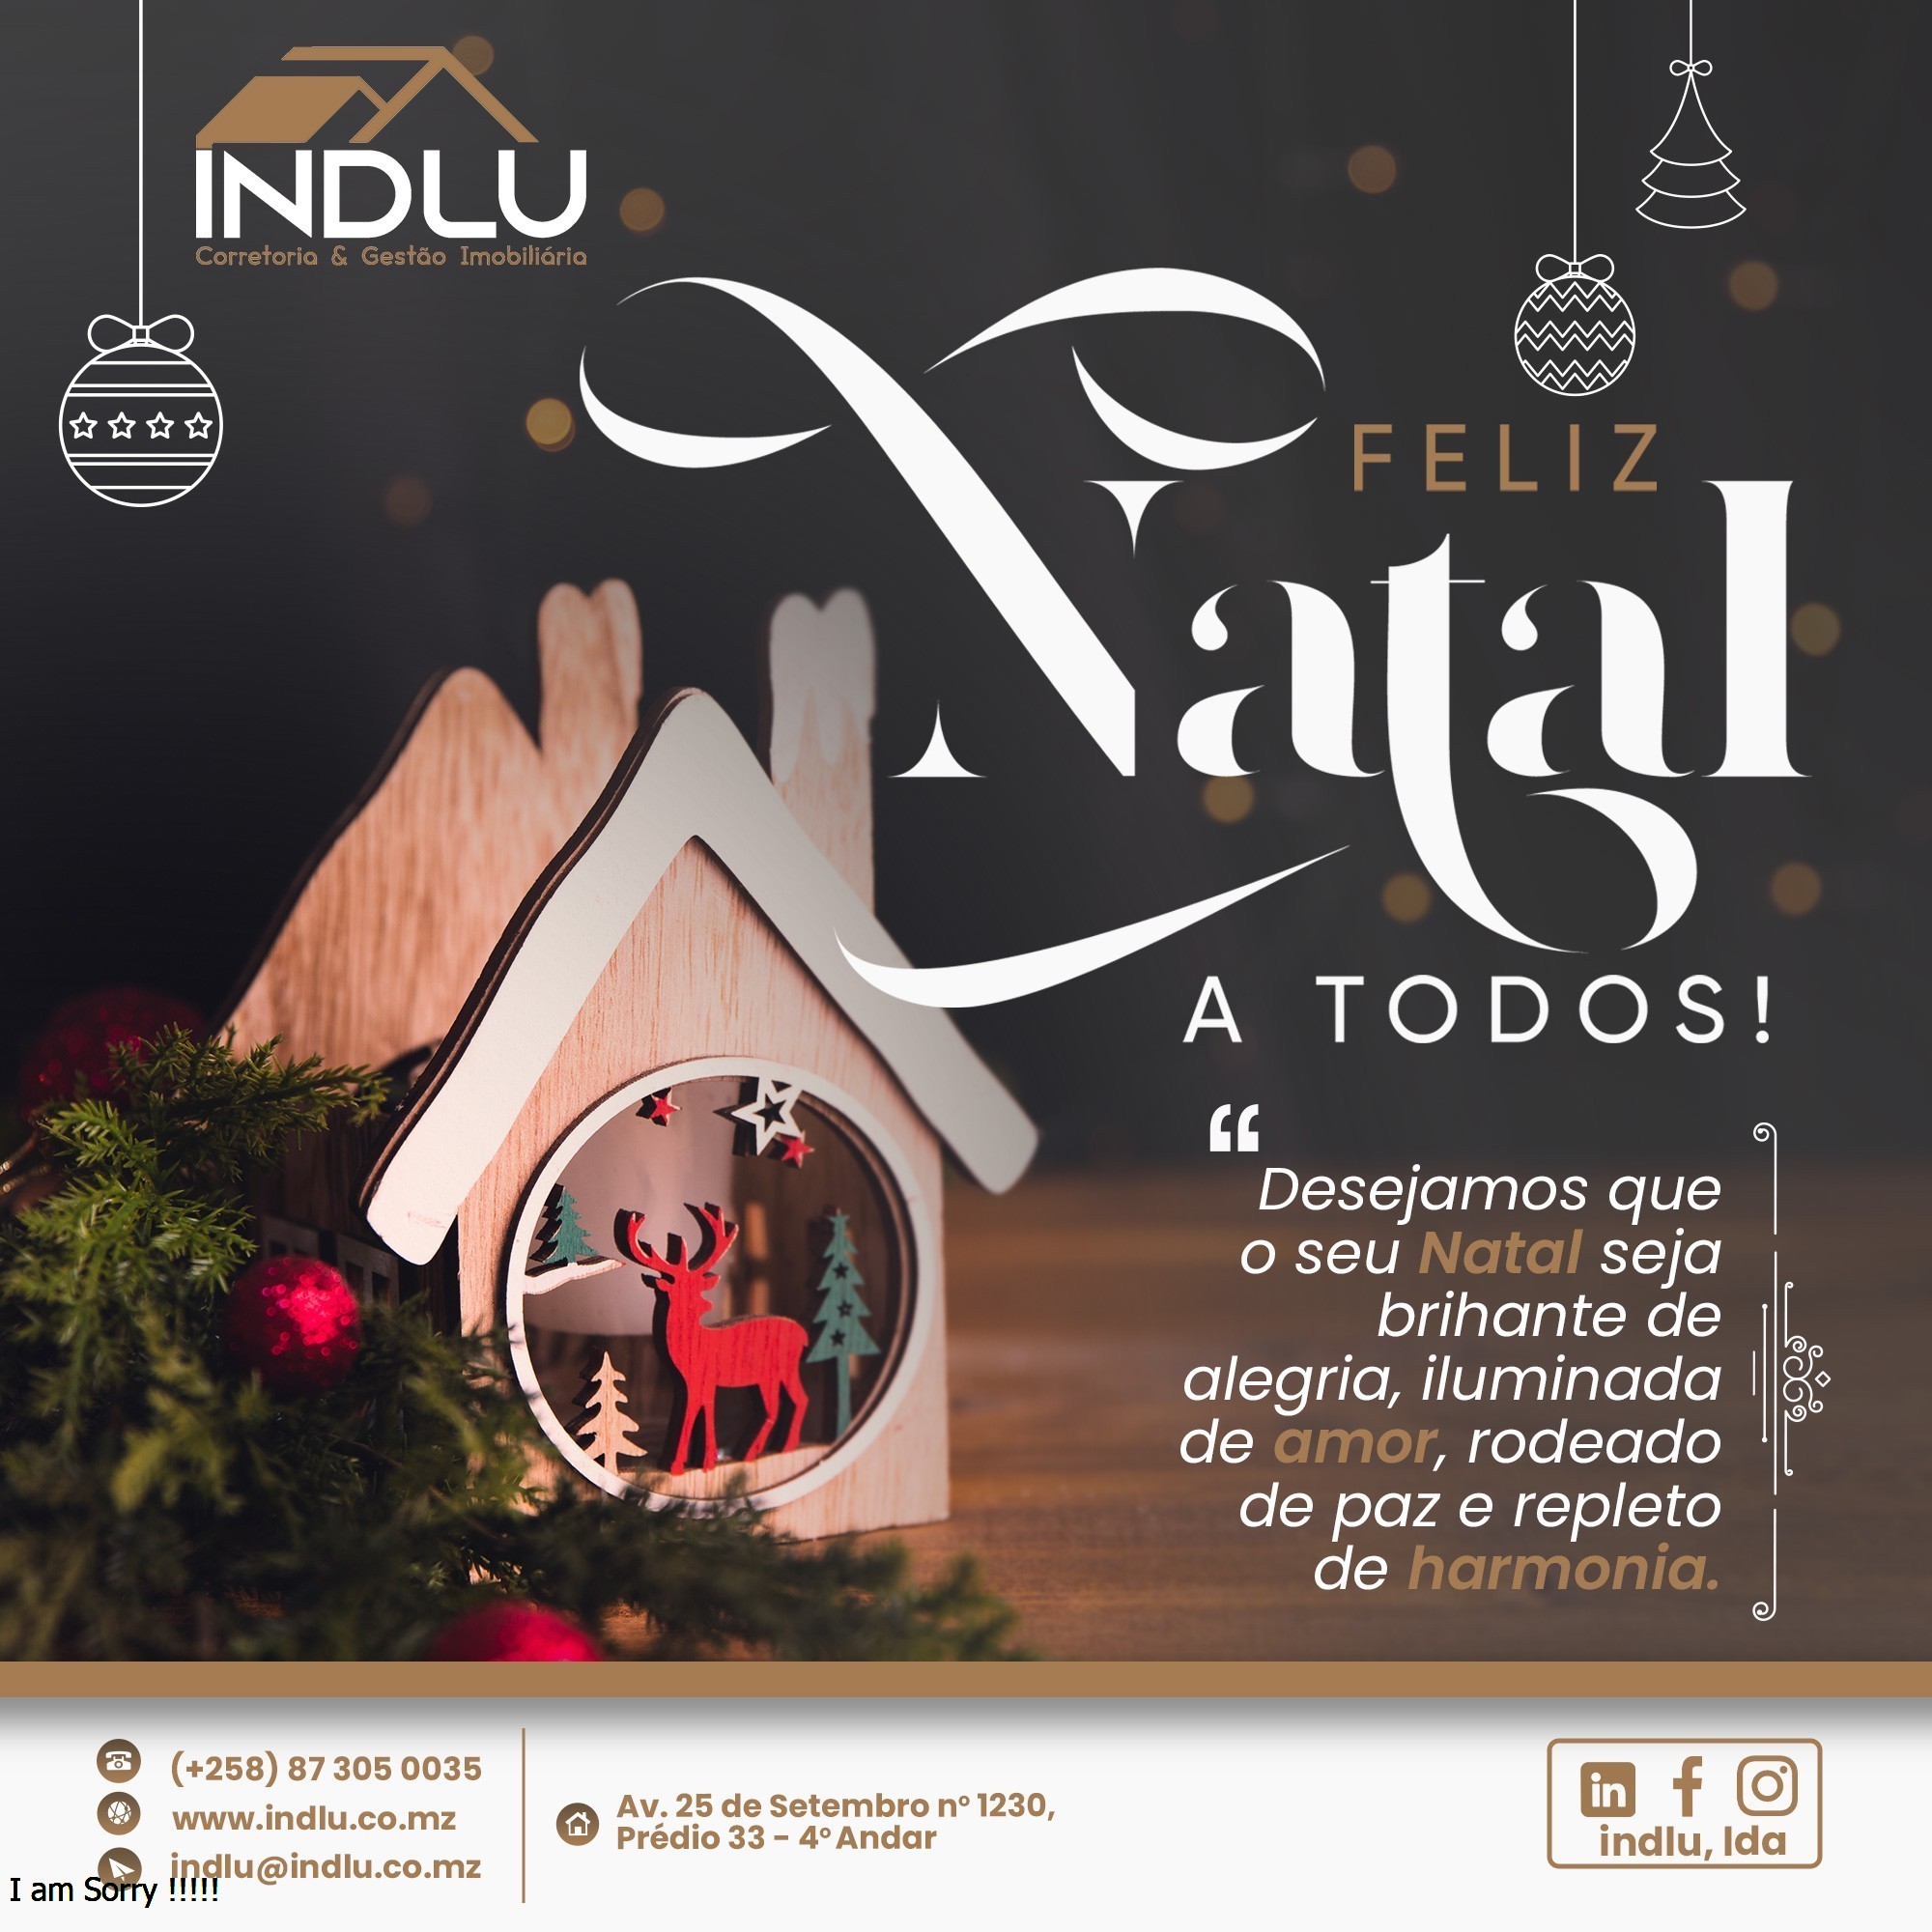 INDLU
Corretoria & Gestão Imobiliária
FELIZ
Natal
A TODOS!
“
Desejamos que
o seu Natal seja
brihante de
alegria, iluminada
de amor, rodeado
de paz e repleto
de harmonia.
(+258) 87 305 0035
www.indlu.co.mz
indlu@indlu.co.mz
I am Sorry !!!!!
Av. 25 de Setembro nº 1230,
Prédio 33 - 4º Andar
in f
indlu, lda